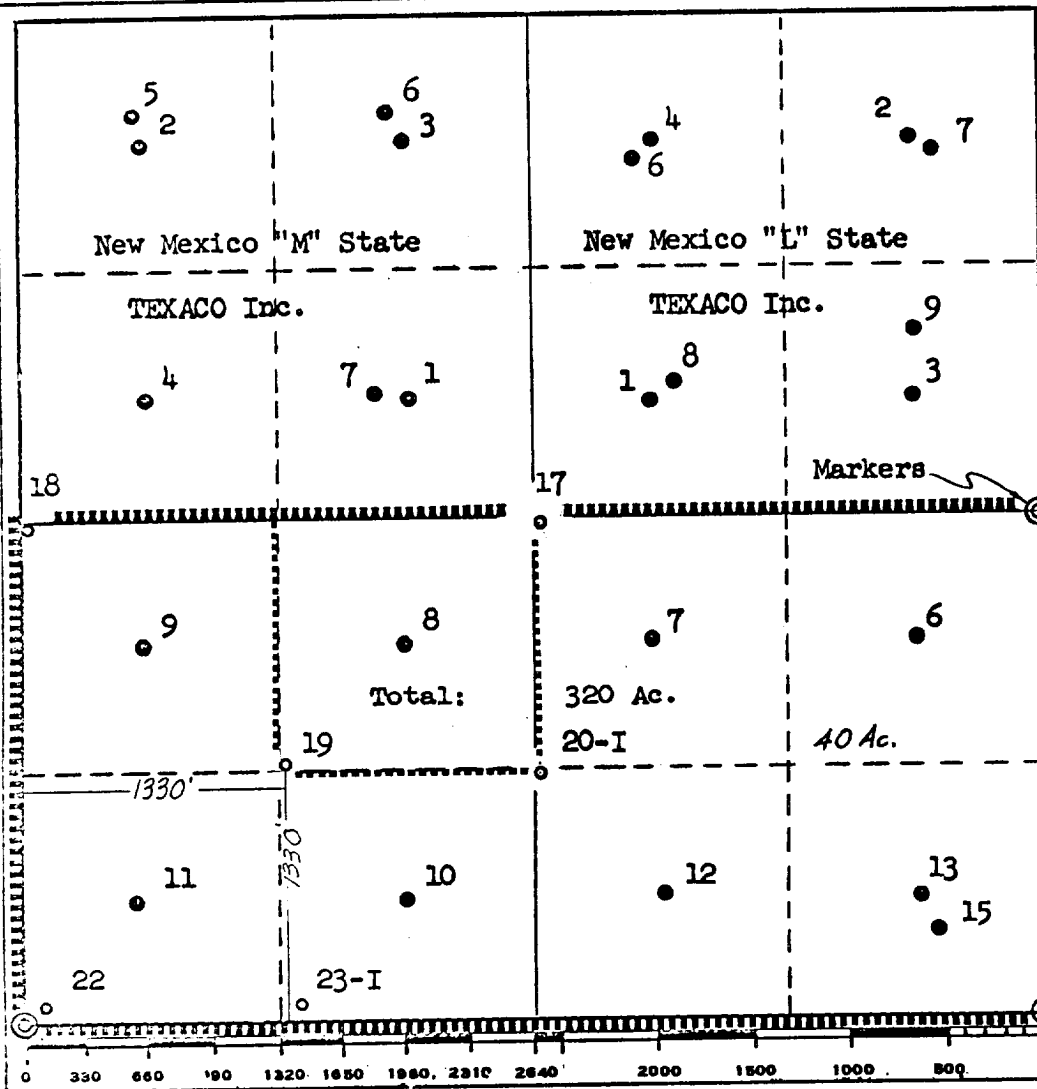 5 6
2 3 4 2 7
6
New Mexico "M" State New Mexico "L" State
TEXACO Inc. TEXACO Inc.
9
4 7 1 1 8 3
18 17 Markers
9 8 7 6
Total: 320 Ac.
19 20-I 40 Ac.
1330'
1330'
11 10 12 13
15
22 23-I
0 330 660 990 1320 1650 1980. 2310 2640 2000 1500 1000 500